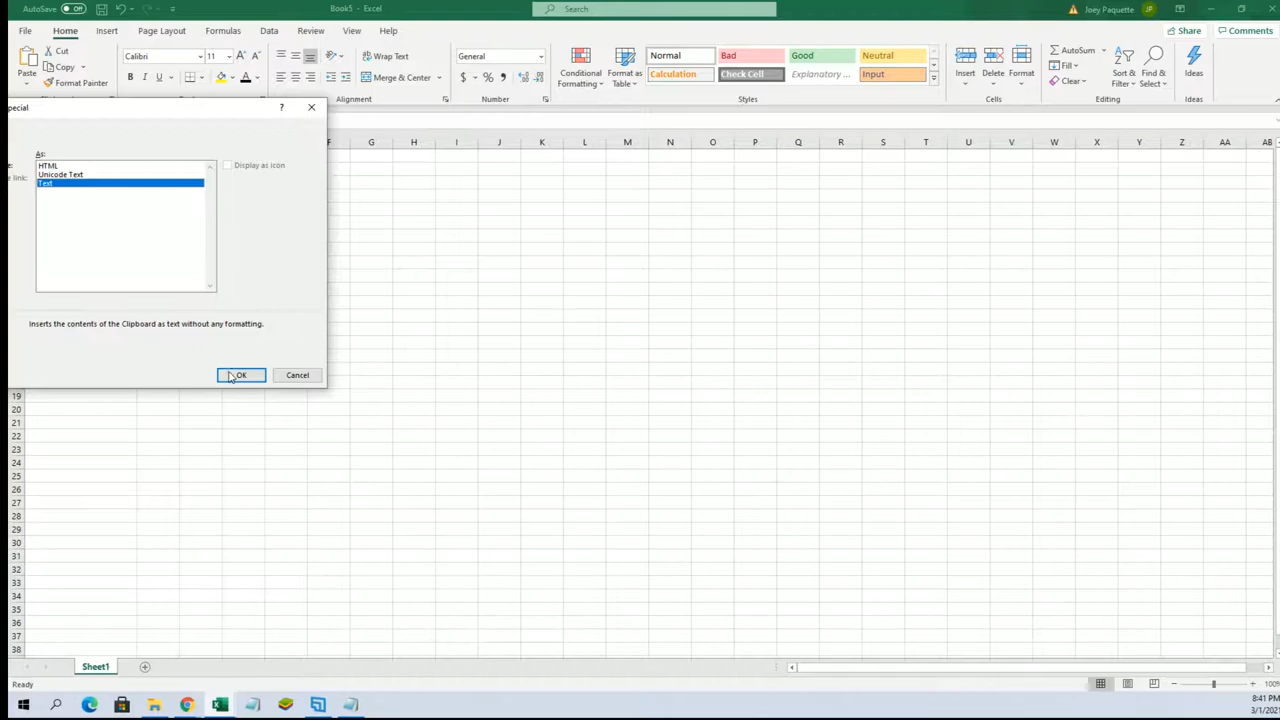 AutoSave Off
Book5 - Excel
Search
Joey Paquette JP
File Home Insert Page Layout Formulas Data Review View Help
Share Comments
Paste Cut Copy Format Painter
Calibri 11
B I U
Alignment
Wrap Text
Merge & Center
General
$ % 9
Number
Conditional Formatting
Format as Table
Normal Bad Good Neutral
Calculation Check Cell Explanatory ... Input
Styles
Insert Delete Format
Cells
AutoSum Fill Clear
Sort & Filter
Find & Select
Editing
Ideas
Ideas
pecial ?
As:
HTML
Unicode Text
Text
Display as icon
link:
Inserts the contents of the Clipboard as text without any formatting.
OK Cancel
F G H I J K L M N O P Q R S T U V W X Y Z AA AB
19
20
21
22
23
24
25
26
27
28
29
30
31
32
33
34
35
36
37
38
Sheet1
Ready
100%
8:41 PM